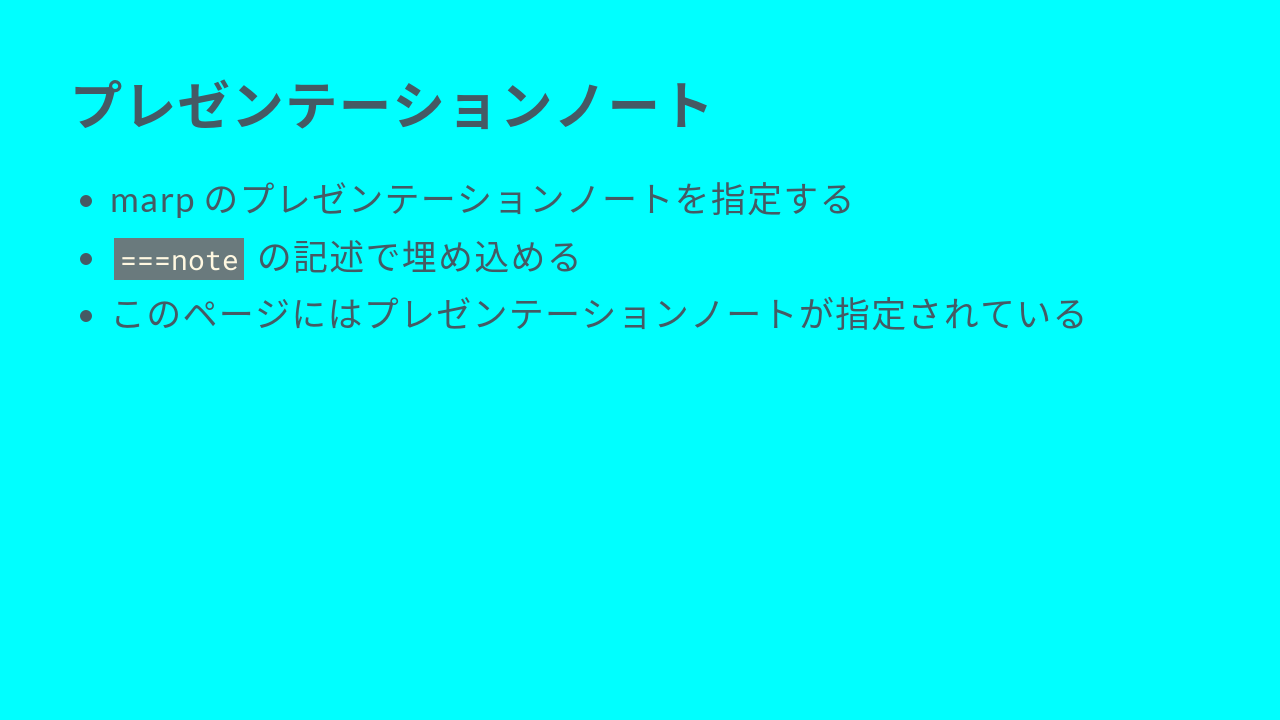 プレゼンテーションノート
marp のプレゼンテーションノートを指定する
===note の記述で埋め込める
このページにはプレゼンテーションノートが指定されている